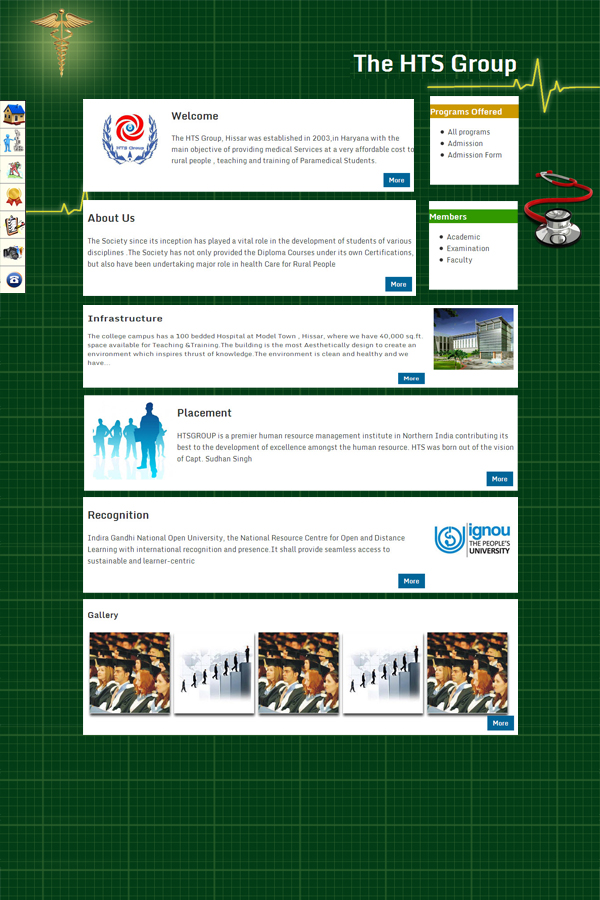 The HTS Group
HTS Group
Welcome
The HTS Group, Hissar was established in 2003,in Haryana with the
main objective of providing medical Services at a very affordable cost to
rural people , teaching and training of Paramedical Students.
More
Programs Offered
All programs
Admission
Admission Form
About Us
The Society since its inception has played a vital role in the development of students of various
disciplines .The Society has not only provided the Diploma Courses under its own Certifications,
but also have been undertaking major role in health Care for Rural People
More
Members
Academic
Examination
Faculty
Infrastructure
The college campus has a 100 bedded Hospital at Model Town , Hissar, where we have 40,000 sq.ft.
space available for Teaching &Training.The building is the most Aesthetically design to create an
environment which inspires thrust of knowledge.The environment is clean and healthy and we
have...
More
Placement
HTSGROUP is a premier human resource management institute in Northern India contributing its
best to the development of excellence amongst the human resource. HTS was born out of the vision
of Capt. Sudhan Singh
More
Recognition
Indira Gandhi National Open University, the National Resource Centre for Open and Distance
Learning with international recognition and presence.It shall provide seamless access to
sustainable and learner-centric
ignou
THE PEOPLE'S
UNIVERSITY
More
Gallery
More